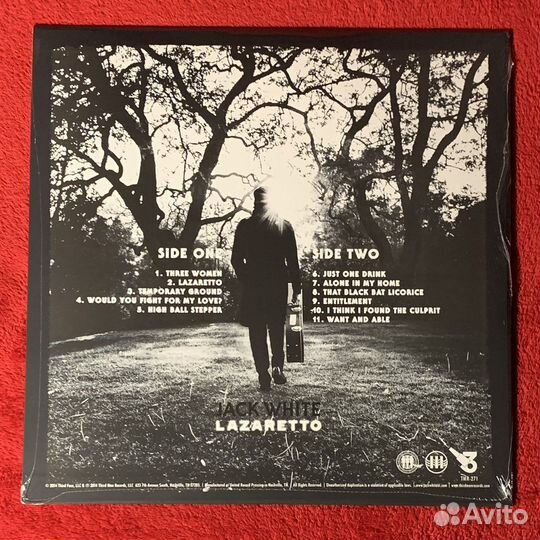 SIDE ONE
1. THREE WOMEN
2. LAZARETTO
3. TEMPORARY GROUND
4. WOULD YOU FIGHT FOR MY LOVE?
5. HIGH BALL STEPPER
SIDE TWO
6. JUST ONE DRINK
7. ALONE IN MY HOME
8. THAT BLACK BAT LICORICE
9. ENTITLEMENT
10. I THINK I FOUND THE CULPRIT
11. WANT AND ABLE
JACK WHITE
LAZARETTO
TMR-271
Avito